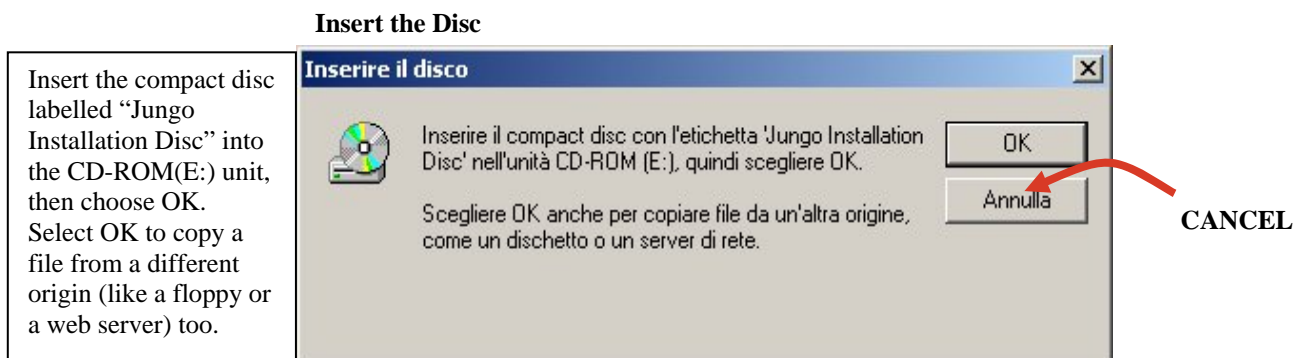 Insert the Disc
Insert the compact disc
labelled “Jungo
Installation Disc” into
the CD-ROM(E:) unit,
then choose OK.
Select OK to copy a
file from a different
origin (like a floppy or
a web server) too.
Inserire il disco
Inserire il compact disc con l'etichetta 'Jungo Installation
Disc' nell'unità CD-ROM (E:), quindi scegliere OK.
Scegliere OK anche per copiare file da un'altra origine,
come un dischetto o un server di rete.
OK
Annulla
CANCEL